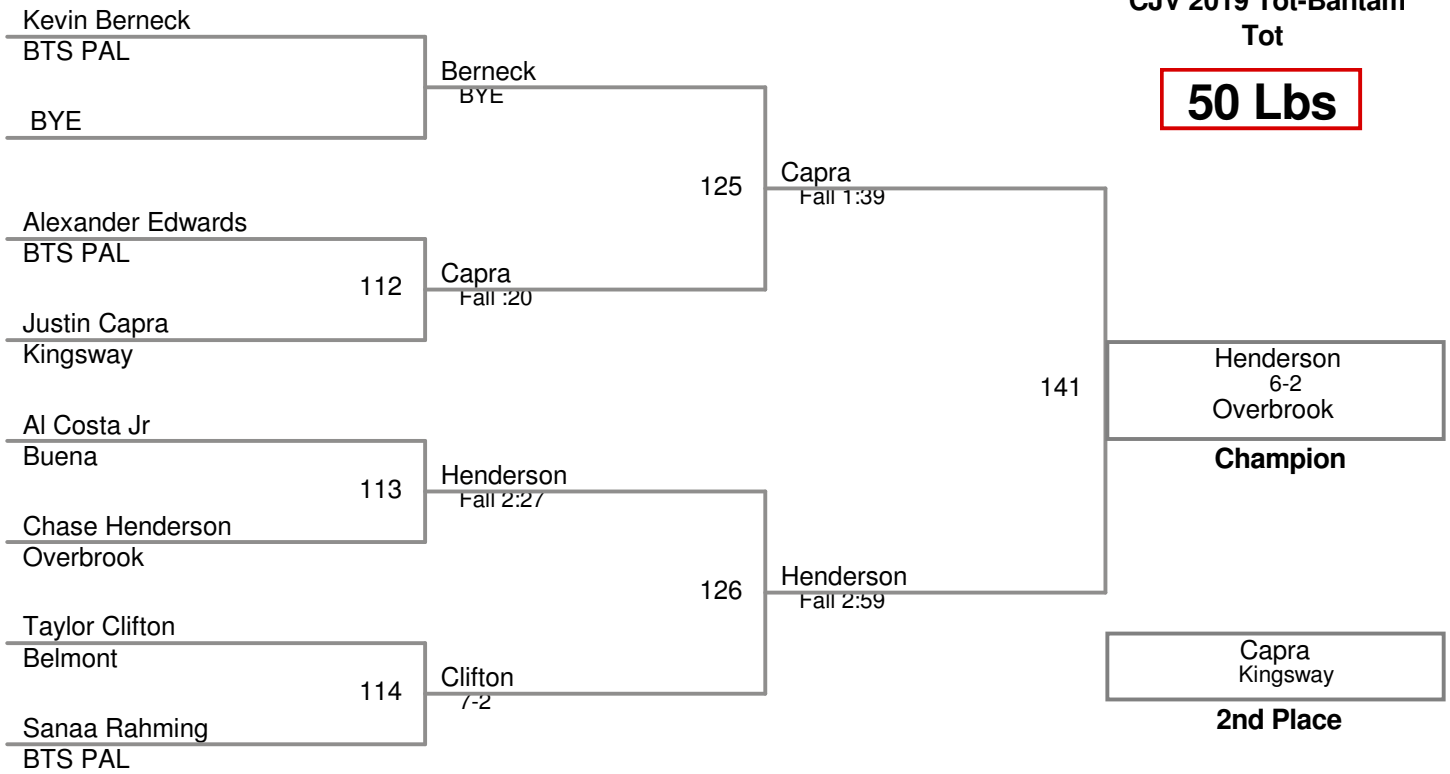 CJV 2019 Tot-Bantam
Tot
50 Lbs
Kevin Berneck
BTS PAL
BYE
Alexander Edwards
BTS PAL
112
Justin Capra
Kingsway
Al Costa Jr
Buena
113
Chase Henderson
Overbrook
Taylor Clifton
Belmont
114
Sanaa Rahming
BTS PAL
Berneck
BYE
125
Capra
Fall :20
Henderson
Fall 2:27
126
Clifton
7-2
Capra
Fall 1:39
141
Henderson
Fall 2:59
Henderson
6-2
Overbrook
Champion
Capra
Kingsway
2nd Place